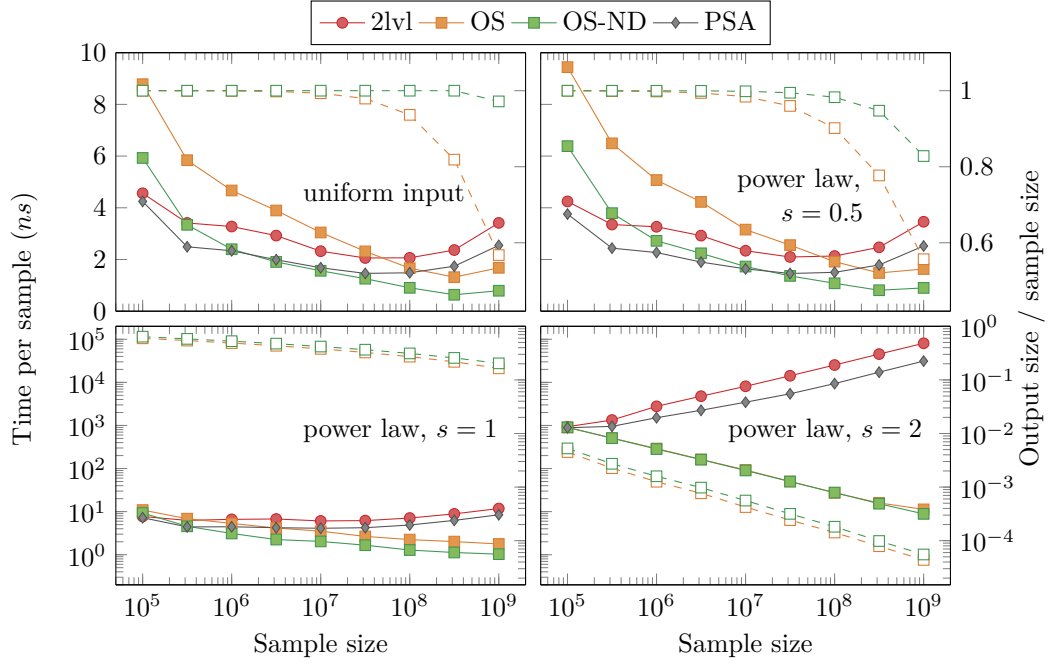 2lvl OS OS-ND PSA
10
8
6
4
2
0
uniform input
power law,
s = 0.5
1
0.8
0.6
Time per sample (ns)
Output size / sample size
10^5
10^4
10^3
10^2
10^1
10^0
power law, s = 1
power law, s = 2
10^0
10^−1
10^−2
10^−3
10^−4
10^5 10^6 10^7 10^8 10^9
10^5 10^6 10^7 10^8 10^9
Sample size
Sample size